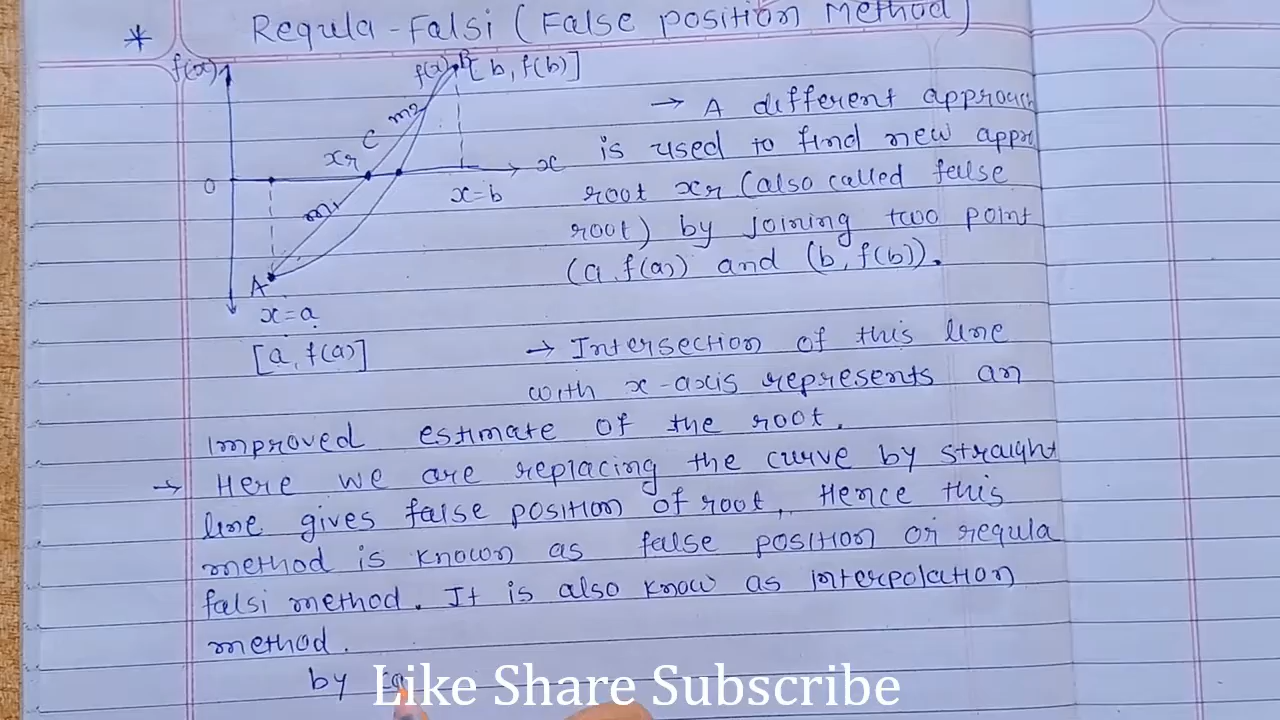 * Regula-Falsi (False position Method)
f(x)
f(x) B [b, f(b)]
m2
C
xr
x
O
x=b
m1
A
x=a
[a, f(a)]
→ A different approach
is used to find new appro
root xr (also called false
root) by joining two point
(a, f(a)) and (b, f(b)).
→ Intersection of this line
with x-axis represents an
improved estimate of the root.
→ Here we are replacing the curve by straight
line gives false position of root, Hence this
method is known as false position or regula
falsi method. It is also know as interpolation
method.
by
Like Share Subscribe